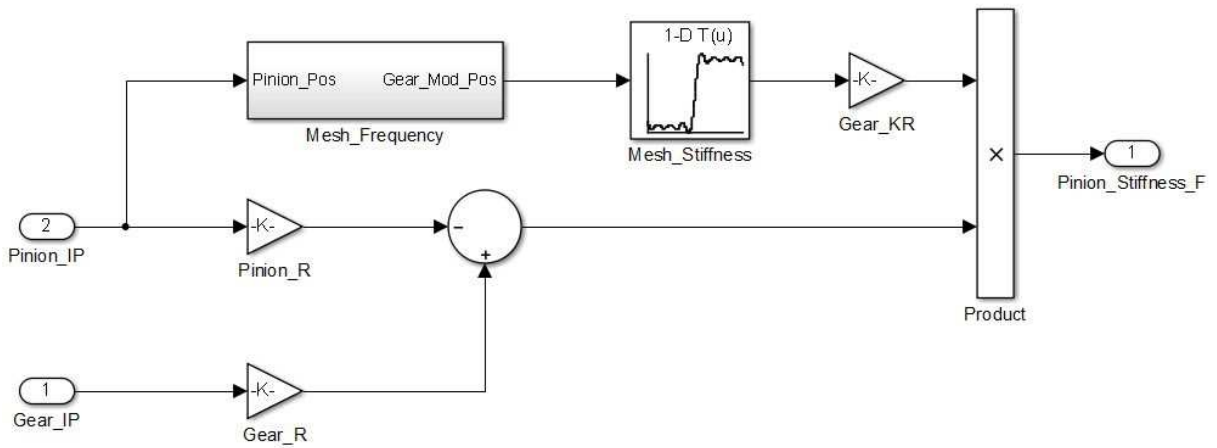 1-D T(u)
Pinion_Pos Gear_Mod_Pos
-K-
Mesh_Frequency
Mesh_Stiffness
Gear_KR
×
1
Pinion_Stiffness_F
2
-K-
−
+
Pinion_IP
Pinion_R
Product
1
-K-
Gear_IP
Gear_R